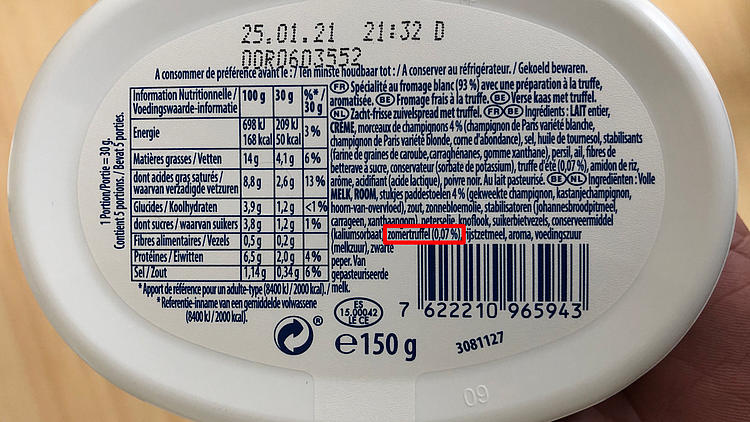 25.01.21 21:32 D
OOR0603552
A consommer de préférence avant le : / Ten minste houdbaar tot : / A conserver au réfrigérateur. / Gekoeld bewaren.
Information Nutritionnelle / Voedingswaarde-informatie 100 g 30 g %* / 30 g
Energie 698 kJ 168 kcal 209 kJ 50 kcal 3 %
Matières grasses / Vetten 14 g 4,1 g 6 %
dont acides gras saturés / waarvan verzadigde vetzuren 8,8 g 2,6 g 13 %
Glucides / Koolhydraten 3,9 g 1,2 g <1 %
dont sucres / waarvan suikers 3,8 g 1,2 g 1 %
Fibres alimentaires / Vezels 0,5 g 0,2 g
Protéines / Eiwitten 6,5 g 2,0 g 4 %
Sel / Zout 1,14 g 0,34 g 6 %
1 Portion/Portie = 30 g.
Contient 5 portions. / Bevat 5 porties.
*Apport de référence pour un adulte-type (8400 kJ / 2000 kcal). /
*Referentie-inname van een gemiddelde volwassene
(8400 kJ / 2000 kcal).
FR Spécialité au fromage blanc (93 %) avec une préparation à la truffe,
aromatisée. BE Fromage frais à la truffe. BE Verse kaas met truffel.
NL Zacht-frisse zuivelspread met truffel. FR BE Ingrédients : LAIT entier,
CRÈME, morceaux de champignons 4 % (champignon de Paris variété blanche,
champignon de Paris variété blonde, corne d'abondance), sel, huile de tournesol, stabilisants
(farine de graines de caroube, carraghénanes, gomme xanthane), persil, ail, fibres de
betterave à sucre, conservateur (sorbate de potassium), truffe d'été (0,07 %), amidon de riz,
arôme, acidifiant (acide lactique), poivre noir. Au lait pasteurisé. BE NL Ingrediënten : Volle
MELK, ROOM, stukjes paddestoelen 4 % (gekweekte champignon, kastanjechampignon,
hoorn-van-overvloed), zout, zonnebloemolie, stabilisatoren (johannesbroodpitmeel,
carrageen, xanthaangom), peterselie, knoflook, suikerbietvezels, conserveermiddel
(kaliumsorbaat), zomertruffel (0,07 %), rijstzetmeel, aroma, voedingszuur
(melkzuur), zwarte
peper. Van
gepasteuriseerde
melk.
ES
15.00042
LE CE
7 622210 965943
℮150 g
3081127
09